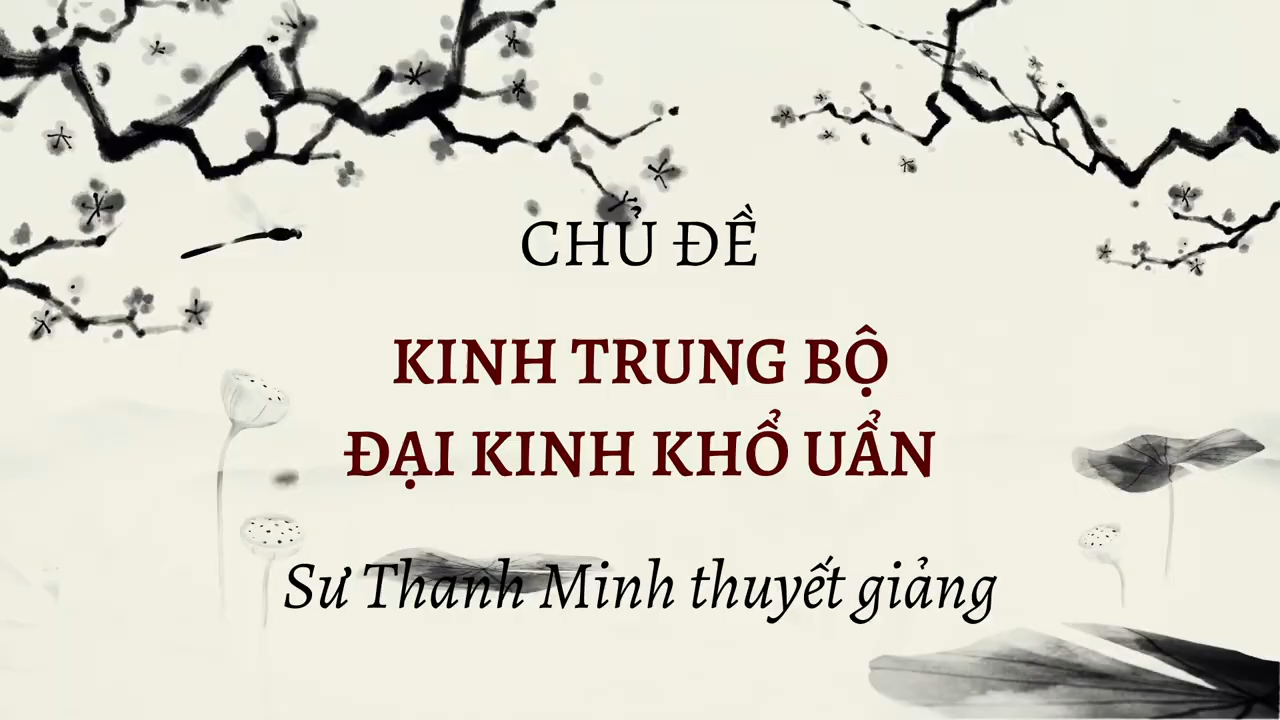 CHỦ ĐỀ
KINH TRUNG BỘ
ĐẠI KINH KHỔ UẨN
Sư Thanh Minh thuyết giảng